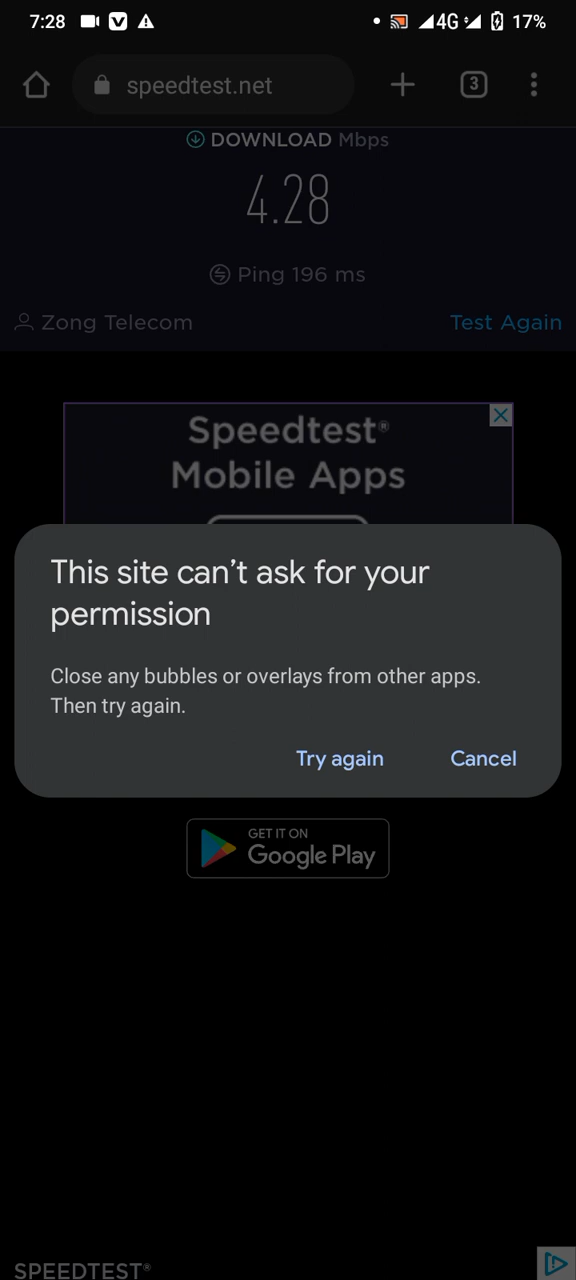 7:28
4G
17%
speedtest.net
3
DOWNLOAD Mbps
4.28
Ping 196 ms
Zong Telecom
Test Again
Speedtest®
Mobile Apps
This site can’t ask for your
permission
Close any bubbles or overlays from other apps.
Then try again.
Try again
Cancel
GET IT ON
Google Play
SPEEDTEST®